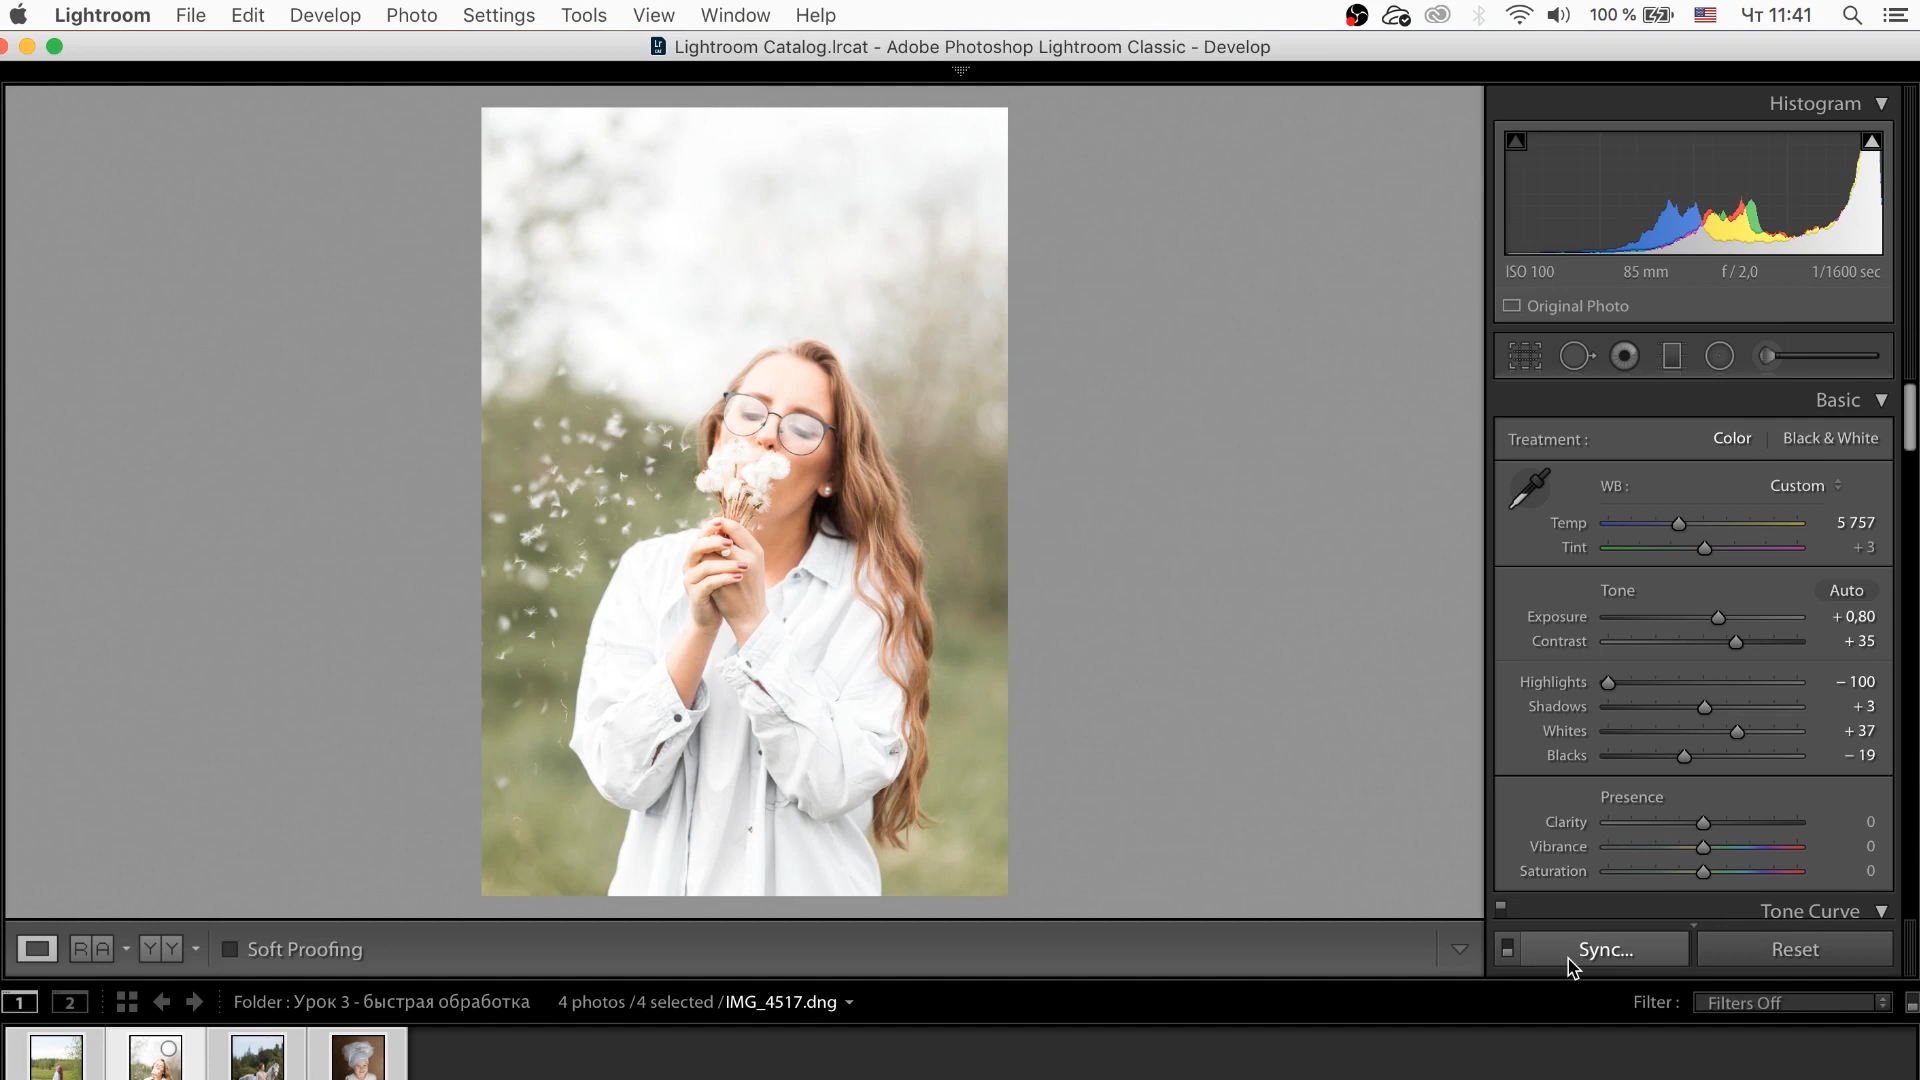 Lightroom File Edit Develop Photo Settings Tools View Window Help 100 % Чт 11:41
Lightroom Catalog.lrcat - Adobe Photoshop Lightroom Classic - Develop
Histogram
ISO 100 85 mm f / 2,0 1/1600 sec
Original Photo
Basic
Treatment : Color Black & White
WB : Custom
Temp 5 757
Tint + 3
Tone Auto
Exposure + 0,80
Contrast + 35
Highlights − 100
Shadows + 3
Whites + 37
Blacks − 19
Presence
Clarity 0
Vibrance 0
Saturation 0
Tone Curve
R A Y Y Soft Proofing Sync... Reset
1 2 Folder : Урок 3 - быстрая обработка 4 photos / 4 selected / IMG_4517.dng Filter : Filters Off